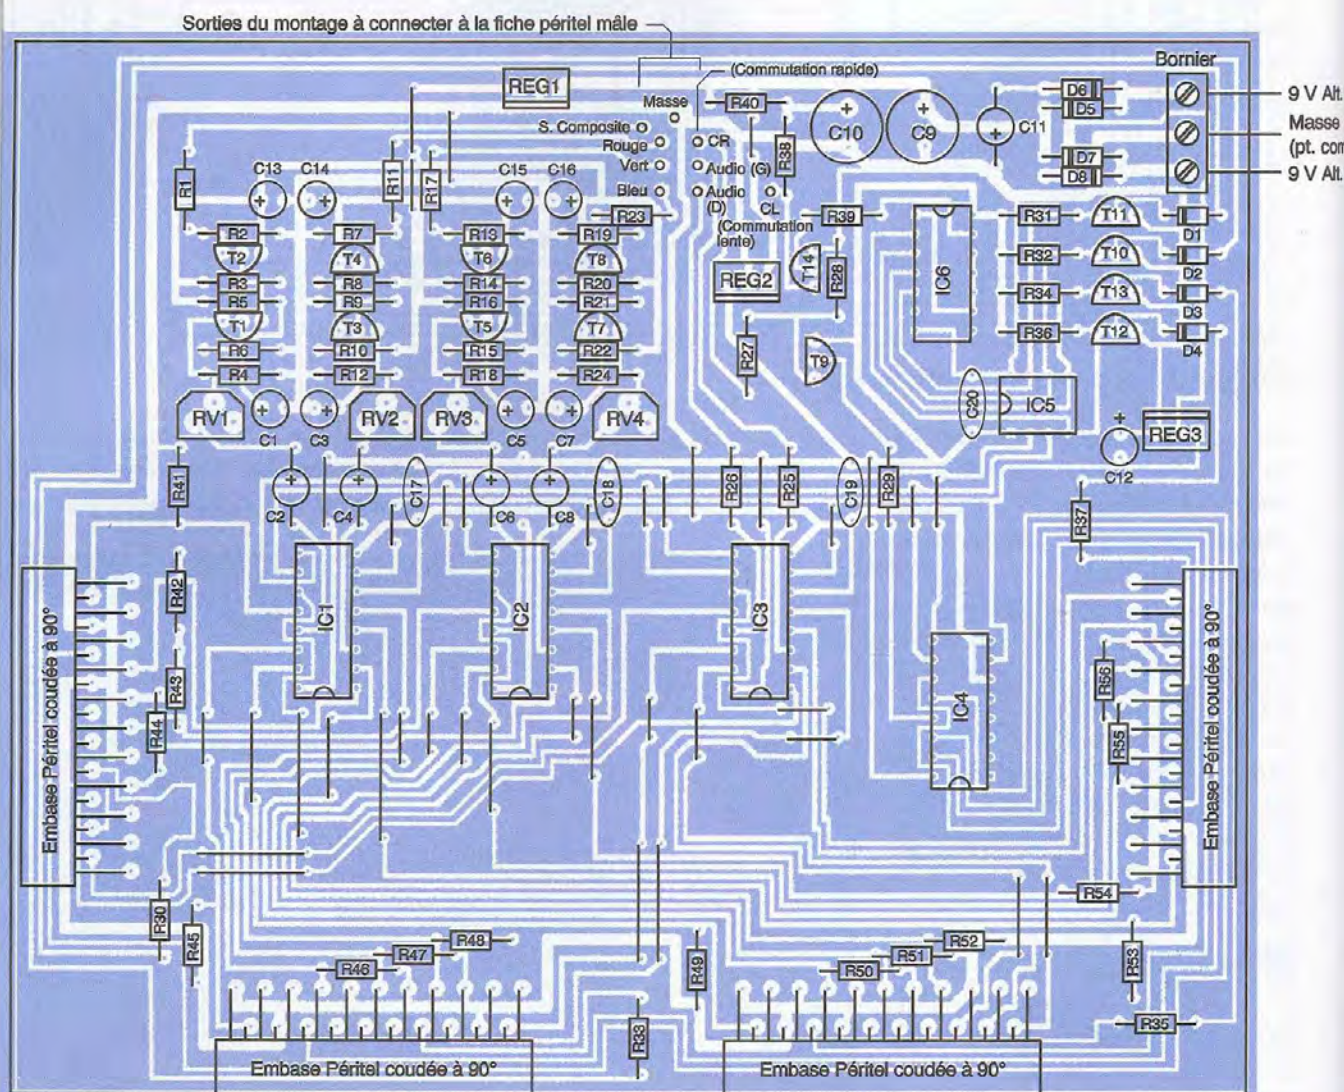 Sorties du montage à connecter à la fiche péritel mâle
Bornier
(Commutation rapide)
REG1
Masse
R40
D6
D5
9 V Alt.
S. Composite
C10
C9
C11
Masse
Rouge
CR
R38
(pt. com
Vert
Audio (G)
D7
D8
9 V Alt.
R1
C13
C14
R11
R17
C15
C16
Bleu
Audio
(D)
CL
(Commutation
lente)
R23
R39
R31
T11
D1
R2
R7
R13
R19
T2
T4
T6
T8
T14
R28
IC6
R32
T10
D2
R3
R8
R14
R20
REG2
R5
R9
R16
R21
R34
T13
D3
T1
T3
T5
T7
R36
T12
D4
R6
R10
R15
R22
R27
T9
R4
R12
R18
R24
RV1
C1
C3
RV2
RV3
C5
C7
RV4
C20
IC5
REG3
C12
R41
C2
C4
C17
C6
C8
C18
R26
R25
C19
R29
R37
R42
IC1
IC2
IC3
IC4
R43
R44
R56
R55
Embase Péritel coudée à 90°
Embase Péritel coudée à 90°
R30
R45
R46
R47
R48
R49
R50
R51
R52
R54
R53
R33
R35
Embase Péritel coudée à 90°
Embase Péritel coudée à 90°